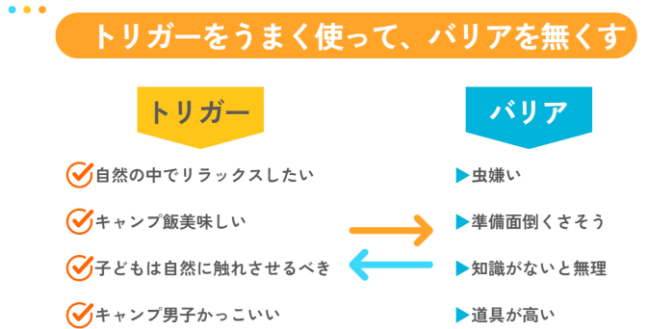 トリガーをうまく使って、バリアを無くす
トリガー
自然の中でリラックスしたい
キャンプ飯美味しい
子どもは自然に触れさせるべき
キャンプ男子かっこいい
バリア
虫嫌い
準備面倒くさそう
知識がないと無理
道具が高い